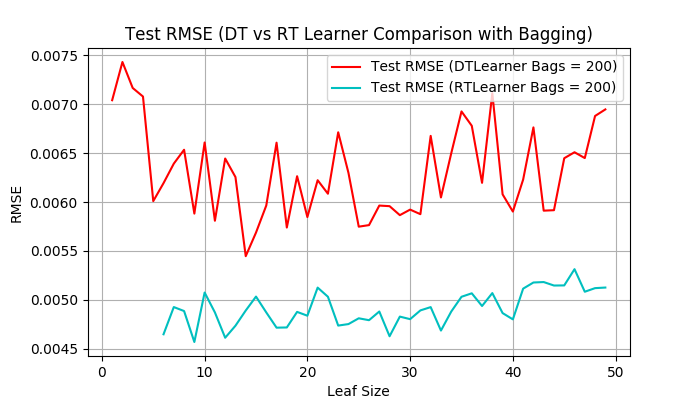 Test RMSE (DT vs RT Learner Comparison with Bagging)
Test RMSE (DTLearner Bags = 200)
Test RMSE (RTLearner Bags = 200)
RMSE
0.0075
0.0070
0.0065
0.0060
0.0055
0.0050
0.0045
0 10 20 30 40 50
Leaf Size